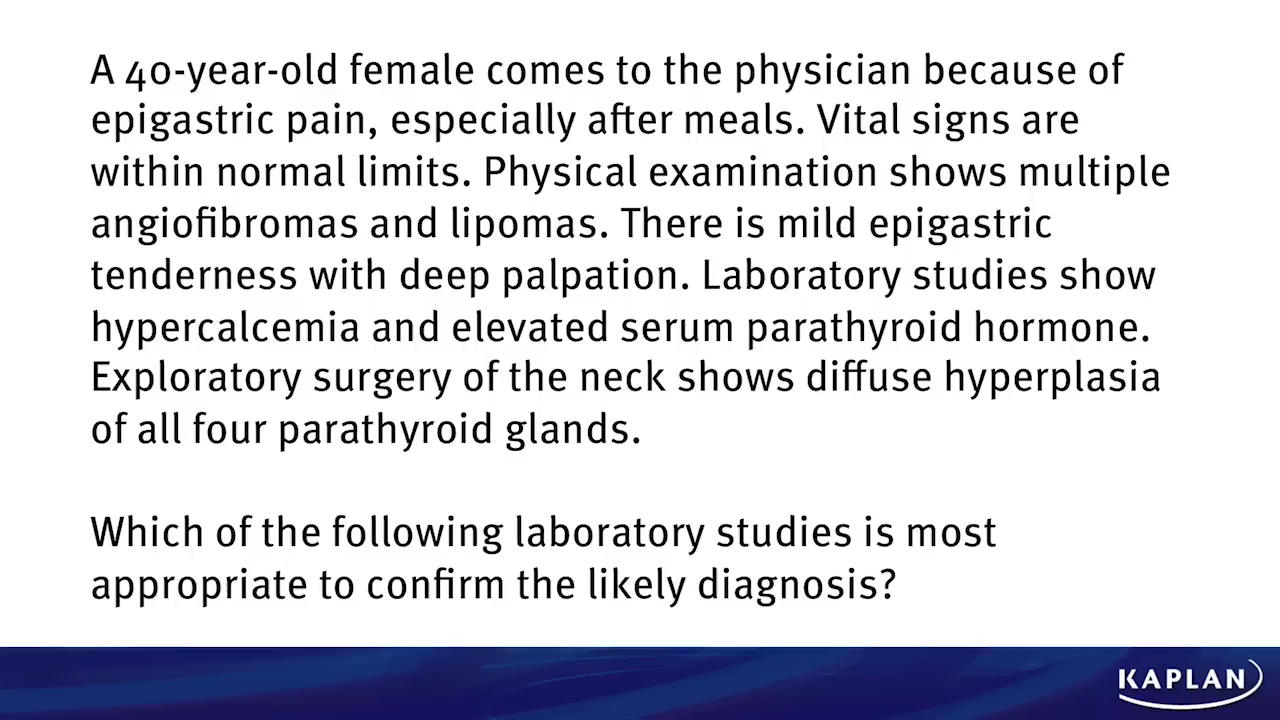 A 40-year-old female comes to the physician because of
epigastric pain, especially after meals. Vital signs are
within normal limits. Physical examination shows multiple
angiofibromas and lipomas. There is mild epigastric
tenderness with deep palpation. Laboratory studies show
hypercalcemia and elevated serum parathyroid hormone.
Exploratory surgery of the neck shows diffuse hyperplasia
of all four parathyroid glands.
Which of the following laboratory studies is most
appropriate to confirm the likely diagnosis?
KAPLAN